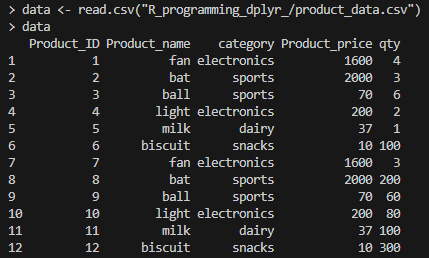 > data <- read.csv("R_programming_dplyr_/product_data.csv")
> data
Product_ID Product_name category Product_price qty
1 1 fan electronics 1600 4
2 2 bat sports 2000 3
3 3 ball sports 70 6
4 4 light electronics 200 2
5 5 milk dairy 37 1
6 6 biscuit snacks 10 100
7 7 fan electronics 1600 3
8 8 bat sports 2000 200
9 9 ball sports 70 60
10 10 light electronics 200 80
11 11 milk dairy 37 100
12 12 biscuit snacks 10 300